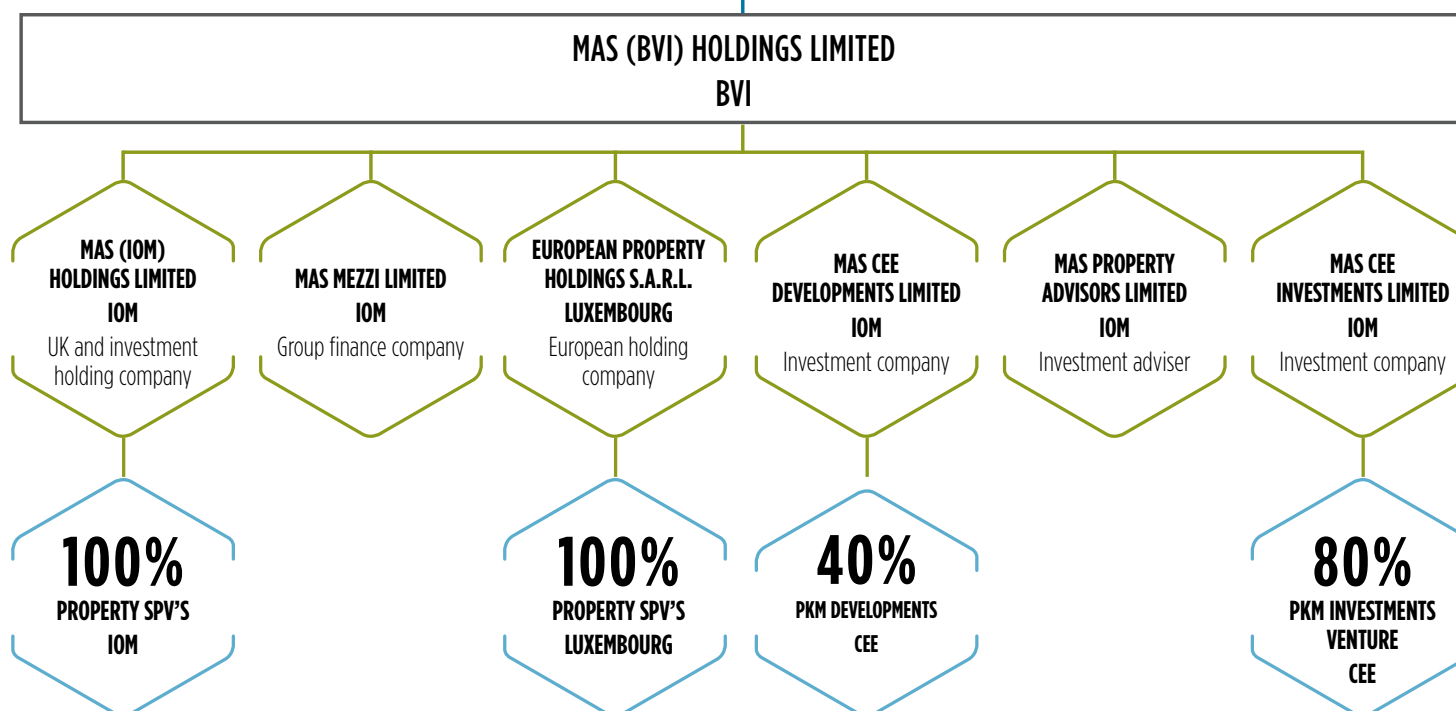 MAS (BVI) HOLDINGS LIMITED
BVI
MAS (IOM)
HOLDINGS LIMITED
IOM
UK and investment
holding company
MAS MEZZI LIMITED
IOM
Group finance company
EUROPEAN PROPERTY
HOLDINGS S.A.R.L.
LUXEMBOURG
European holding
company
MAS CEE
DEVELOPMENTS LIMITED
IOM
Investment company
MAS PROPERTY
ADVISORS LIMITED
IOM
Investment adviser
MAS CEE
INVESTMENTS LIMITED
IOM
Investment company
100%
PROPERTY SPV'S
IOM
100%
PROPERTY SPV'S
LUXEMBOURG
40%
PKM DEVELOPMENTS
CEE
80%
PKM INVESTMENTS
VENTURE
CEE